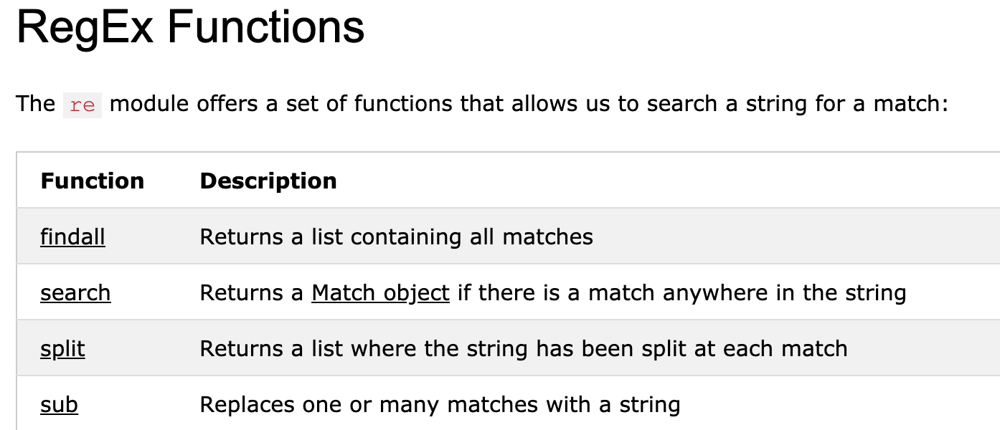 RegEx Functions
The re module offers a set of functions that allows us to search a string for a match:
Function Description
findall Returns a list containing all matches
search Returns a Match object if there is a match anywhere in the string
split Returns a list where the string has been split at each match
sub Replaces one or many matches with a string